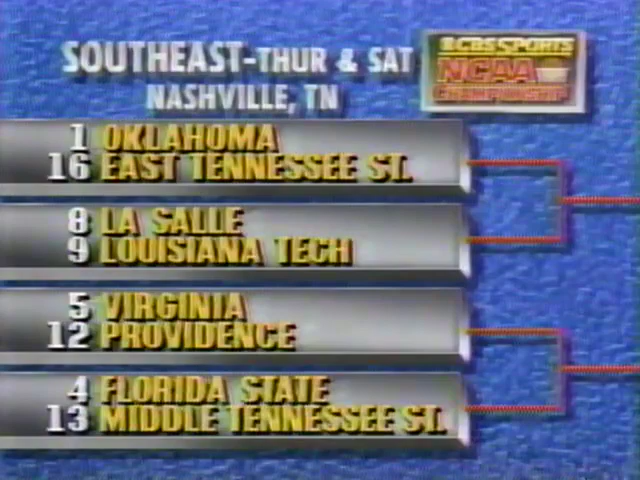 SOUTHEAST-THUR & SAT
NASHVILLE, TN
CBS SPORTS
NCAA
CHAMPIONSHIP
1 OKLAHOMA
16 EAST TENNESSEE ST.
8 LA SALLE
9 LOUISIANA TECH
5 VIRGINIA
12 PROVIDENCE
4 FLORIDA STATE
13 MIDDLE TENNESSEE ST.